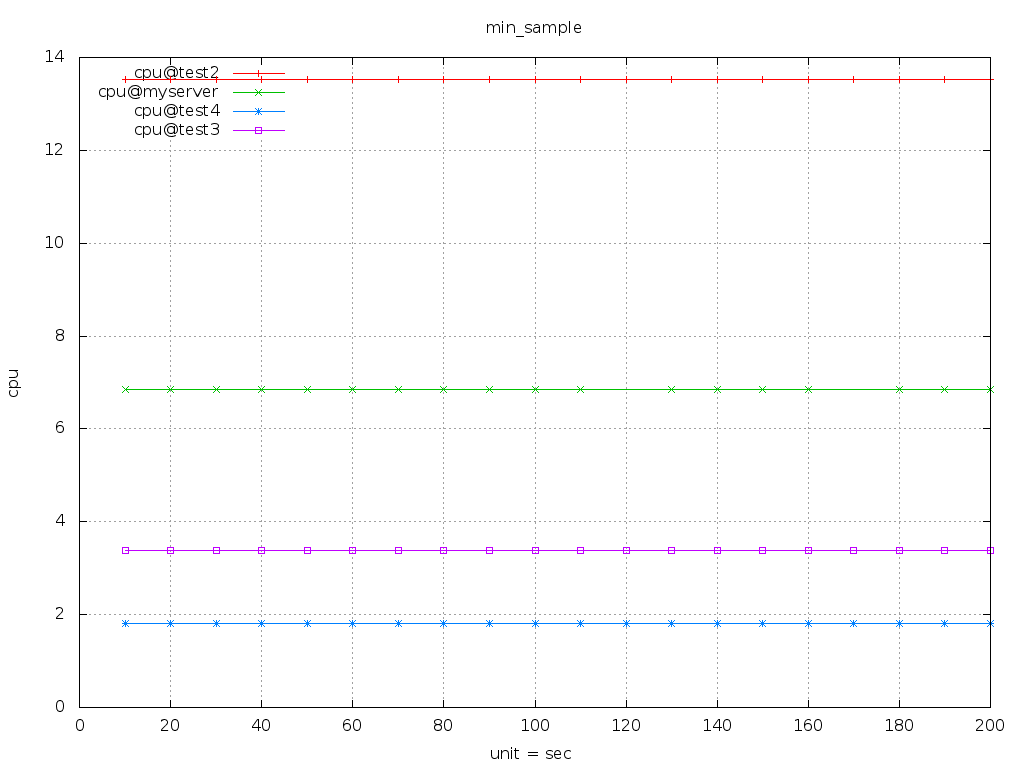 min_sample
14
cpu@test2
cpu@myserver
cpu@test4
cpu@test3
12
10
8
cpu
6
4
2
0
0 20 40 60 80 100 120 140 160 180 200
unit = sec